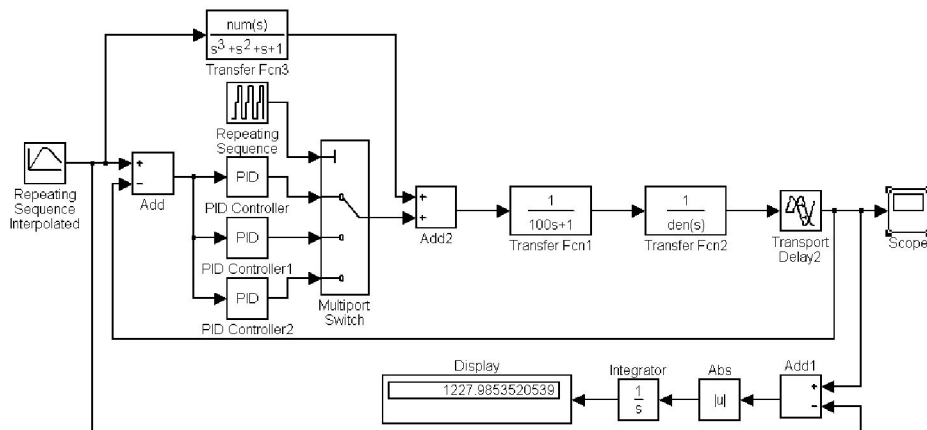 num(s)
s³+s²+s+1
Transfer Fcn3
Repeating
Sequence
Repeating
Sequence
Interpolated
+
−
Add
PID
PID Controller
PID
PID Controller1
PID
PID Controller2
Multiport
Switch
+
+
Add2
1
100s+1
Transfer Fcn1
1
den(s)
Transfer Fcn2
Transport
Delay2
Scope
Display
1227.9853520539
Integrator
1
s
Abs
|u|
Add1
+
−